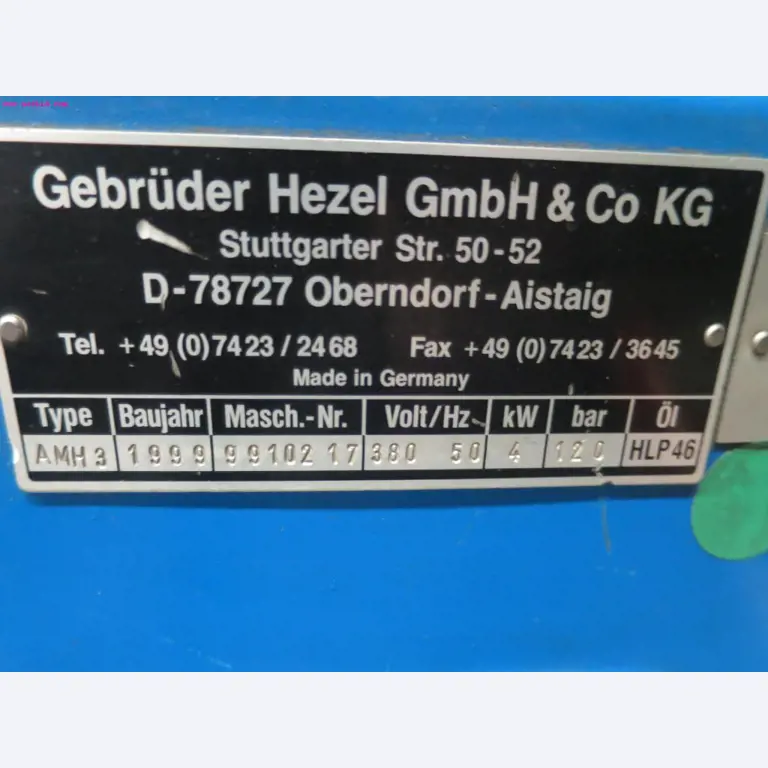 Gebrüder Hezel GmbH & Co KG
Stuttgarter Str. 50-52
D-78727 Oberndorf-Aistaig
Tel. +49 (0)7423/2468 Fax +49 (0)7423/3645
Made in Germany
Type Baujahr Masch.-Nr. Volt/Hz kW bar Öl
AMH3 1999 9910217 380 50 4 120 HLP46